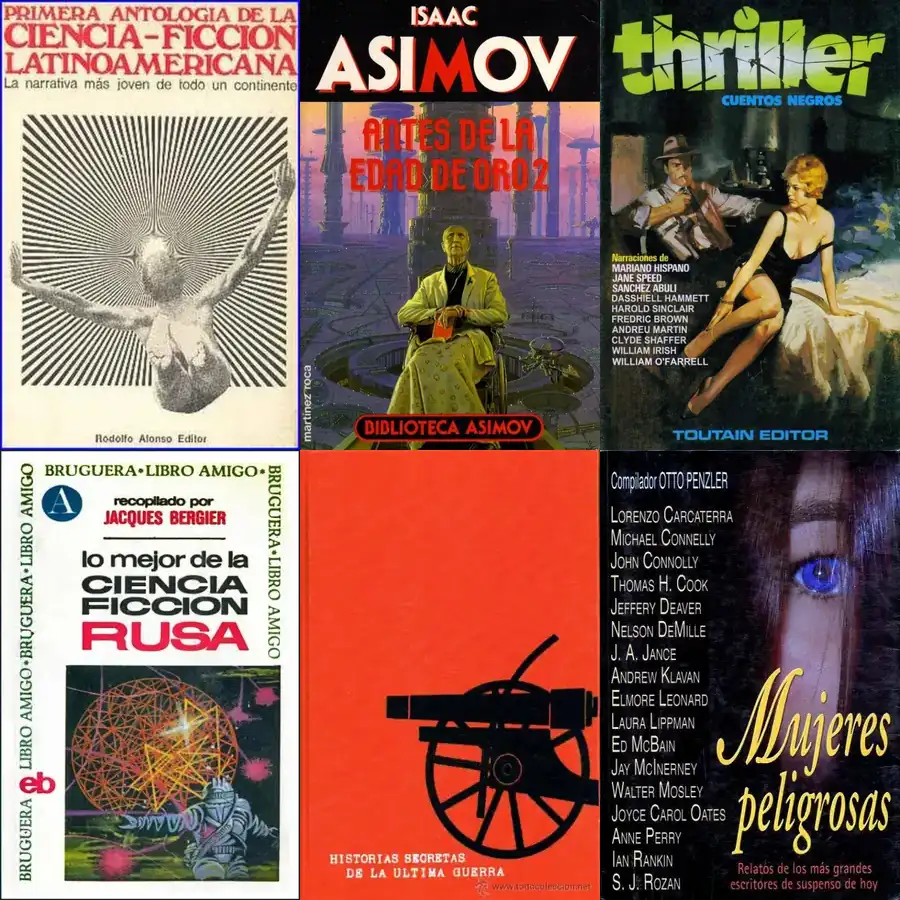 PRIMERA ANTOLOGIA DE LA
CIENCIA-FICCION
LATINOAMERICANA
La narrativa más joven de todo un continente
Rodolfo Alonso Editor
ISAAC
ASIMOV
ANTES DE LA
EDAD DE ORO 2
martínez roca
BIBLIOTECA ASIMOV
thriller
CUENTOS NEGROS
Narraciones de
MARIANO HISPANO
JANE SPEED
SANCHEZ ABULI
DASSHIELL HAMMETT
HAROLD SINCLAIR
FREDRIC BROWN
ANDREU MARTIN
CLYDE SHAFFER
WILLIAM IRISH
WILLIAM O'FARRELL
TOUTAIN EDITOR
BRUGUERA•LIBRO AMIGO•
BRUGUERA•LIBRO AMIGO•BRUGUERA•LIBRO AMIGO
BRUGUERA•LIBRO AMIGO
A
recopilado por
JACQUES BERGIER
lo mejor de la
CIENCIA
FICCION
RUSA
eb
HISTORIAS SECRETAS
DE LA ULTIMA GUERRA
www.todocoleccion.net
Compilador OTTO PENZLER
LORENZO CARCATERRA
MICHAEL CONNELLY
JOHN CONNOLLY
THOMAS H. COOK
JEFFERY DEAVER
NELSON DEMILLE
J. A. JANCE
ANDREW KLAVAN
ELMORE LEONARD
LAURA LIPPMAN
ED MCBAIN
JAY MCINERNEY
WALTER MOSLEY
JOYCE CAROL OATES
ANNE PERRY
IAN RANKIN
S. J. ROZAN
Mujeres
peligrosas
Relatos de los más grandes
escritores de suspenso de hoy